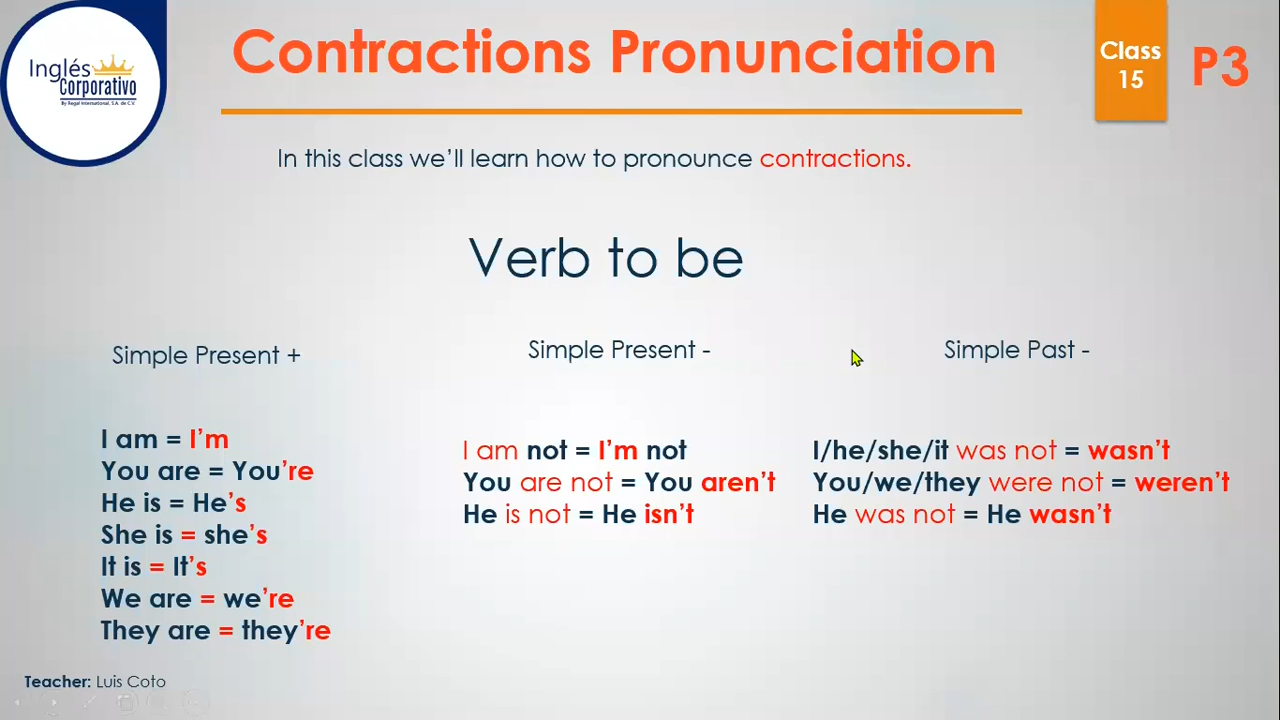 Inglés
Corporativo
By Regal International, S.A. de C.V.
Contractions Pronunciation
Class
15
P3
In this class we'll learn how to pronounce contractions.
Verb to be
Simple Present +
I am = I'm
You are = You're
He is = He's
She is = she's
It is = It's
We are = we're
They are = they're
Simple Present -
I am not = I'm not
You are not = You aren't
He is not = He isn't
Simple Past -
I/he/she/it was not = wasn't
You/we/they were not = weren't
He was not = He wasn't
Teacher: Luis Coto